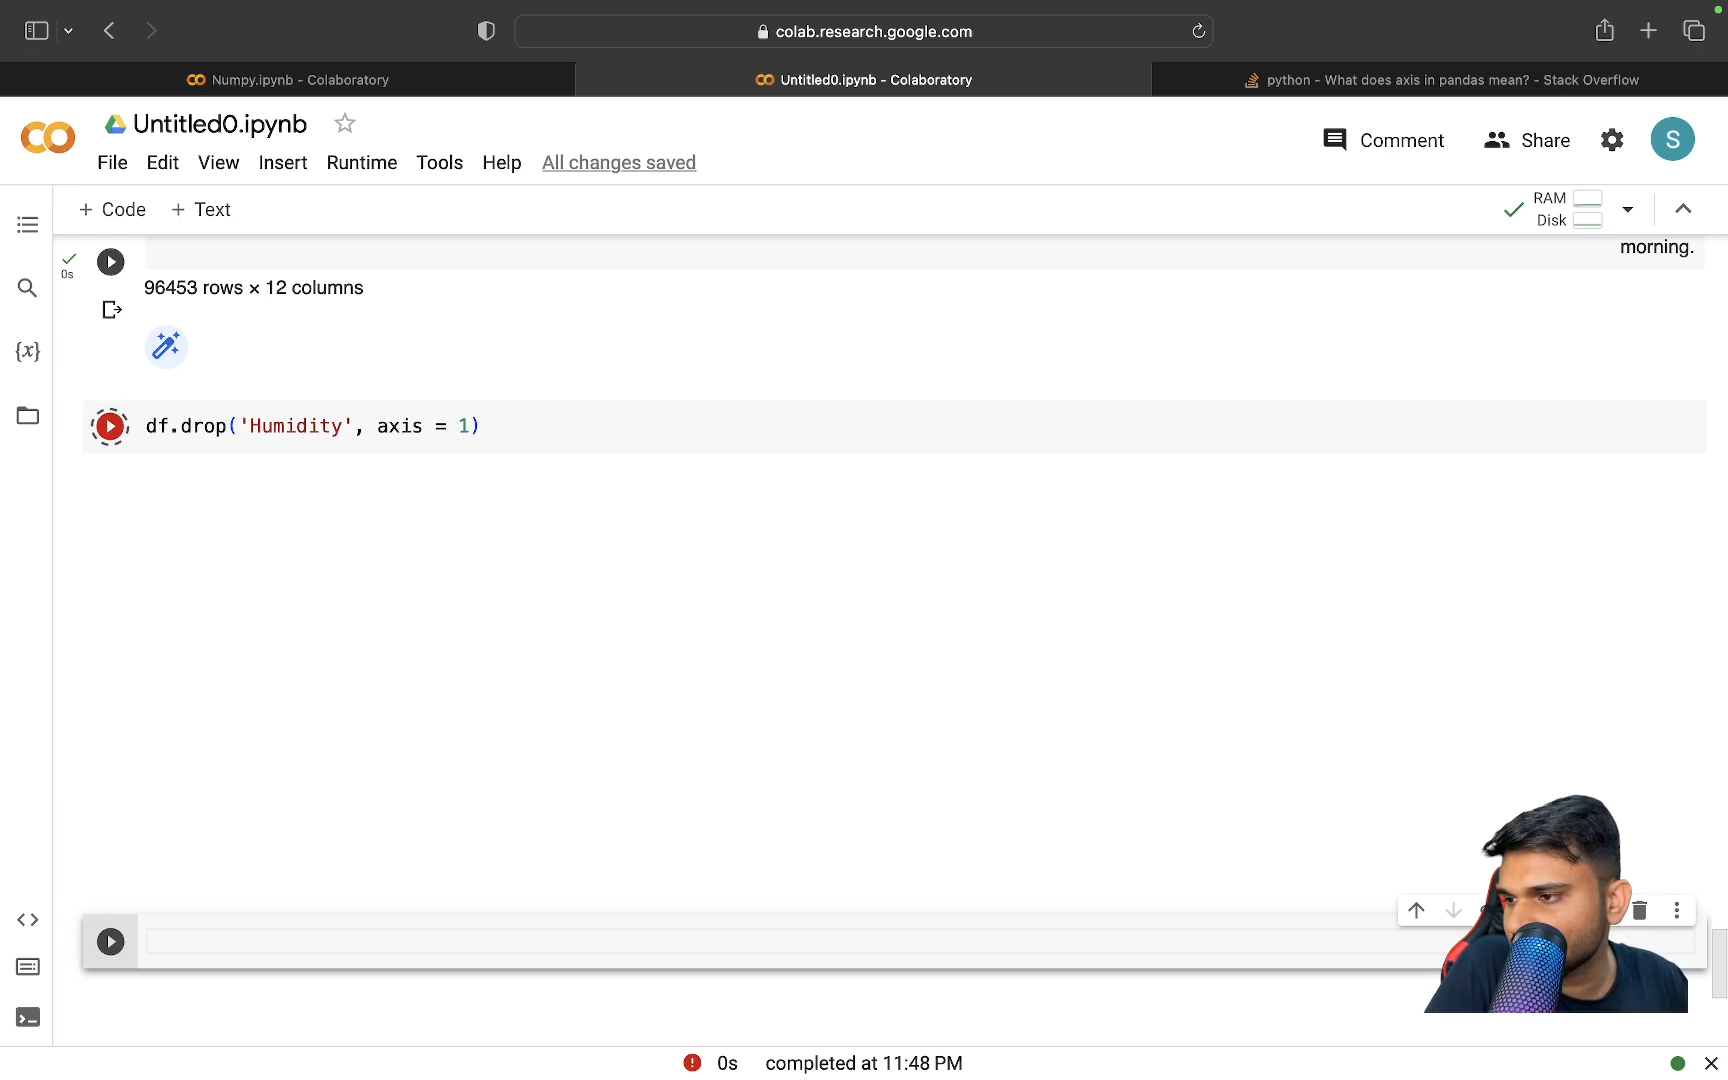 colab.research.google.com
Numpy.ipynb - Colaboratory
Untitled0.ipynb - Colaboratory
python - What does axis in pandas mean? - Stack Overflow
Untitled0.ipynb
Comment
Share
S
File Edit View Insert Runtime Tools Help All changes saved
+ Code + Text
RAM
Disk
morning.
0s
96453 rows × 12 columns
{x}
df.drop('Humidity', axis = 1)
0s completed at 11:48 PM